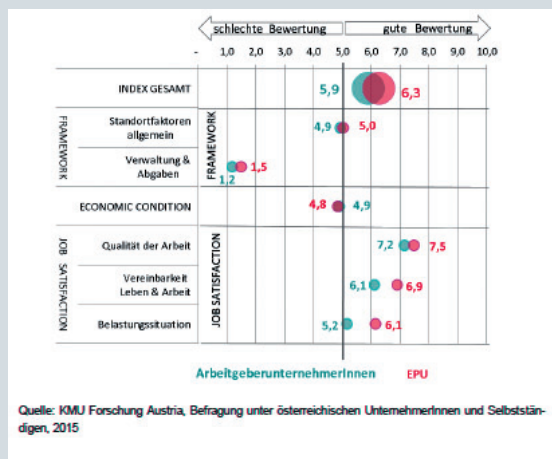 schlechte Bewertung gute Bewertung
- 1,0 2,0 3,0 4,0 5,0 6,0 7,0 8,0 9,0 10,0
INDEX GESAMT 5,9 6,3
FRAMEWORK
Standortfaktoren
allgemein
FRAMEWORK
4,9 5,0
Verwaltung &
Abgaben
1,5
1,2
ECONOMIC CONDITION 4,8 4,9
JOB
SATISFACTION
Qualität der Arbeit
JOB SATISFACTION
7,2 7,5
Vereinbarkeit
Leben & Arbeit
6,1 6,9
Belastungssituation 5,2 6,1
ArbeitgeberunternehmerInnen EPU
Quelle: KMU Forschung Austria, Befragung unter österreichischen UnternehmerInnen und Selbststän-
digen, 2015